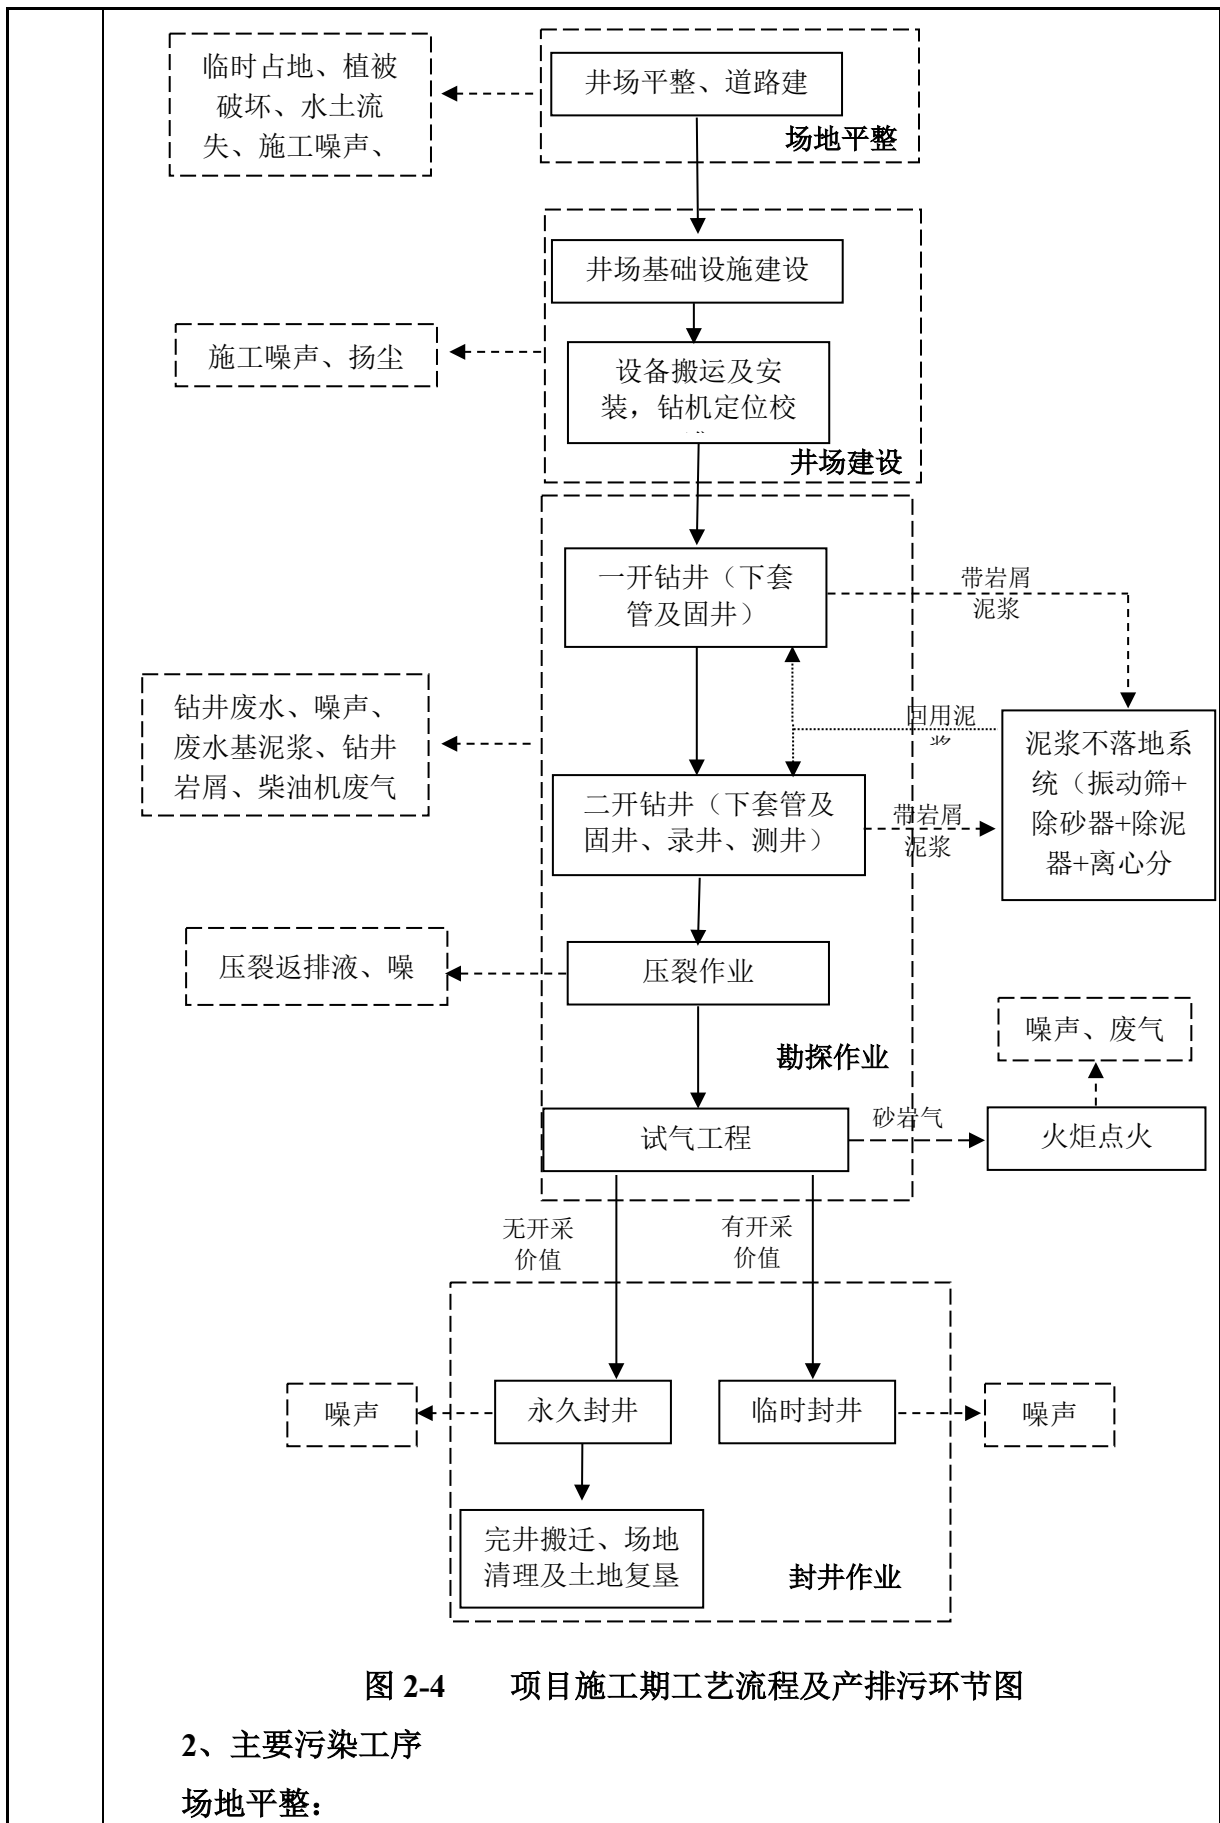 临时占地、植被
破坏、水土流
失、施工噪声、
井场平整、道路建
场地平整
井场基础设施建设
施工噪声、扬尘
设备搬运及安
装，钻机定位校
井场建设
一开钻井（下套
管及固井）
带岩屑
泥浆
钻井废水、噪声、
废水基泥浆、钻井
岩屑、柴油机废气
回用泥
泥浆不落地系
统（振动筛+
除砂器+除泥
器+离心分
二开钻井（下套管及
固井、录井、测井）
带岩屑
泥浆
压裂返排液、噪
压裂作业
勘探作业
噪声、废气
试气工程
砂岩气
火炬点火
无开采
价值
有开采
价值
噪声
永久封井
临时封井
噪声
完井搬迁、场地
清理及土地复垦
封井作业
图 2-4 项目施工期工艺流程及产排污环节图
2、主要污染工序
场地平整：